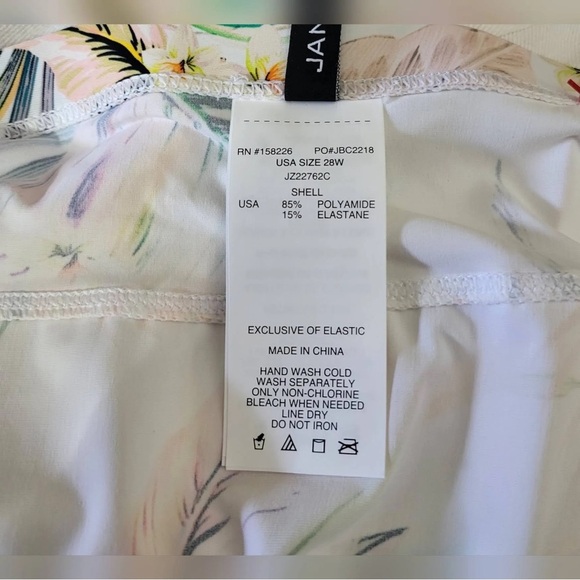 JAN
RN #158226 PO#JBC2218
USA SIZE 28W
JZ22762C
SHELL
USA 85% POLYAMIDE
15% ELASTANE
EXCLUSIVE OF ELASTIC
MADE IN CHINA
HAND WASH COLD
WASH SEPARATELY
ONLY NON-CHLORINE
BLEACH WHEN NEEDED
LINE DRY
DO NOT IRON